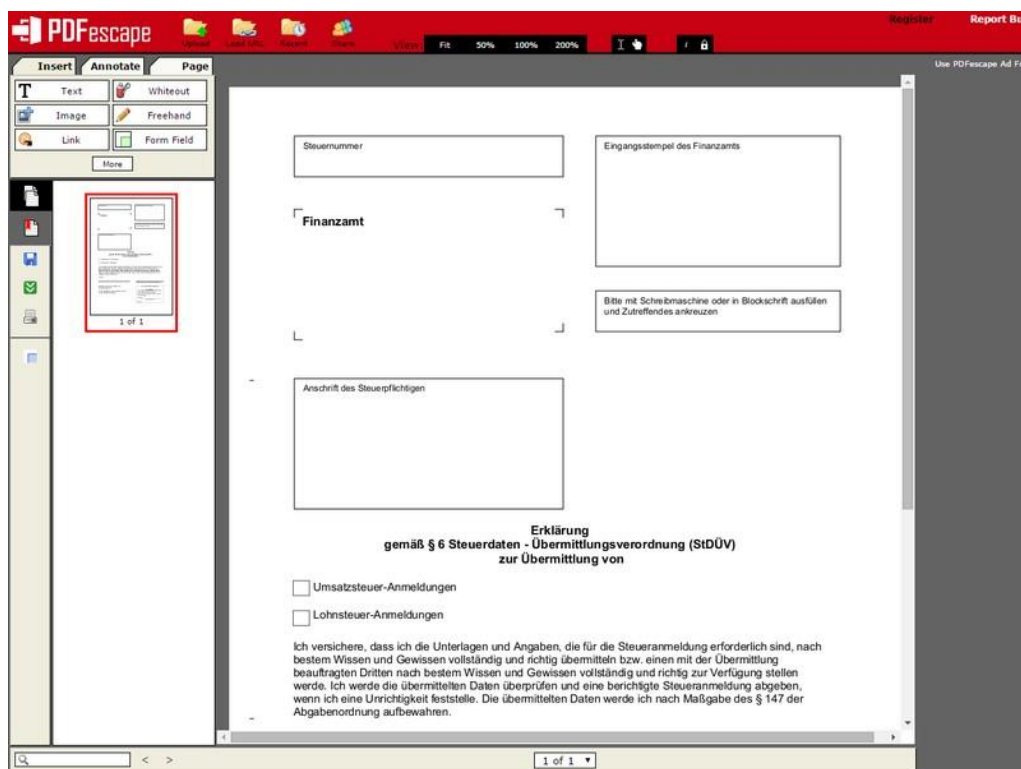 PDFescape
Upload
Load URL
Recent
Share
View:
Fit
50%
100%
200%
i
Register
Report Bu
Use PDFescape Ad F
Insert
Annotate
Page
T Text
Whiteout
Image
Freehand
Link
Form Field
More
1 of 1
Steuernummer
Eingangsstempel des Finanzamts
Finanzamt
Bitte mit Schreibmaschine oder in Blockschrift ausfüllen
und Zutreffendes ankreuzen
Anschrift des Steuerpflichtigen
Erklärung
gemäß § 6 Steuerdaten - Übermittlungsverordnung (StDÜV)
zur Übermittlung von
Umsatzsteuer-Anmeldungen
Lohnsteuer-Anmeldungen
Ich versichere, dass ich die Unterlagen und Angaben, die für die Steueranmeldung erforderlich sind, nach
bestem Wissen und Gewissen vollständig und richtig übermitteln bzw. einen mit der Übermittlung
beauftragten Dritten nach bestem Wissen und Gewissen vollständig und richtig zur Verfügung stellen
werde. Ich werde die übermittelten Daten überprüfen und eine berichtigte Steueranmeldung abgeben,
wenn ich eine Unrichtigkeit feststelle. Die übermittelten Daten werde ich nach Maßgabe des § 147 der
Abgabenordnung aufbewahren.
< >
1 of 1